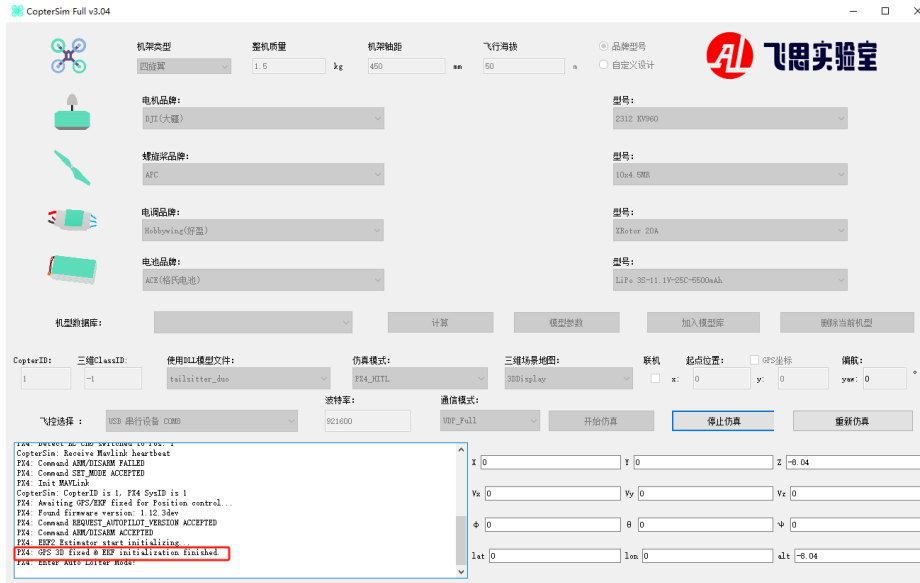 CopterSim Full v3.04
机架类型 整机质量 机架轴距 飞行海拔 品牌型号
四旋翼 1.5 kg 450 mm 50 m 自定义设计
飞思实验室
电机品牌: 型号:
DJI(大疆) 2312 KV960
螺旋桨品牌: 型号:
APC 10x4.5MR
电调品牌: 型号:
Hobbywing(好盈) XRotor 20A
电池品牌: 型号:
ACE(格氏电池) LiPo 3S-11.1V-25C-5500mAh
机型数据库: 计算 模型参数 加入模型库 删除当前机型
CopterID: 三维ClassID: 使用DLL模型文件: 仿真模式: 三维场景地图: 联机 起点位置: GPS坐标 偏航:
1 -1 tailsitter_duo PX4_HITL 3DDisplay x: 0 y: 0 yaw: 0 °
波特率: 通信模式:
飞控选择 : USB 串行设备 COM8 921600 UDP_Full 开始仿真 停止仿真 重新仿真
CopterSim: Receive Mavlink heartbeat
PX4: Command ARM/DISARM FAILED
PX4: Command SET_MODE ACCEPTED
PX4: Init MAVLink
CopterSim: CopterID is 1, PX4 SysID is 1
PX4: Awaiting GPS/EKF fixed for Position control...
PX4: Found firmware version: 1.12.3dev
PX4: Command REQUEST_AUTOPILOT_VERSION ACCEPTED
PX4: Command ARM/DISARM ACCEPTED
PX4: EKF2 Estimator start initializing...
PX4: GPS 3D fixed & EKF initialization finished.
PX4: Enter Auto Loiter Mode!
X 0 Y 0 Z -8.04
Vx 0 Vy 0 Vz 0
ϕ 0 θ 0 ψ 0
lat 0 lon 0 alt -8.04